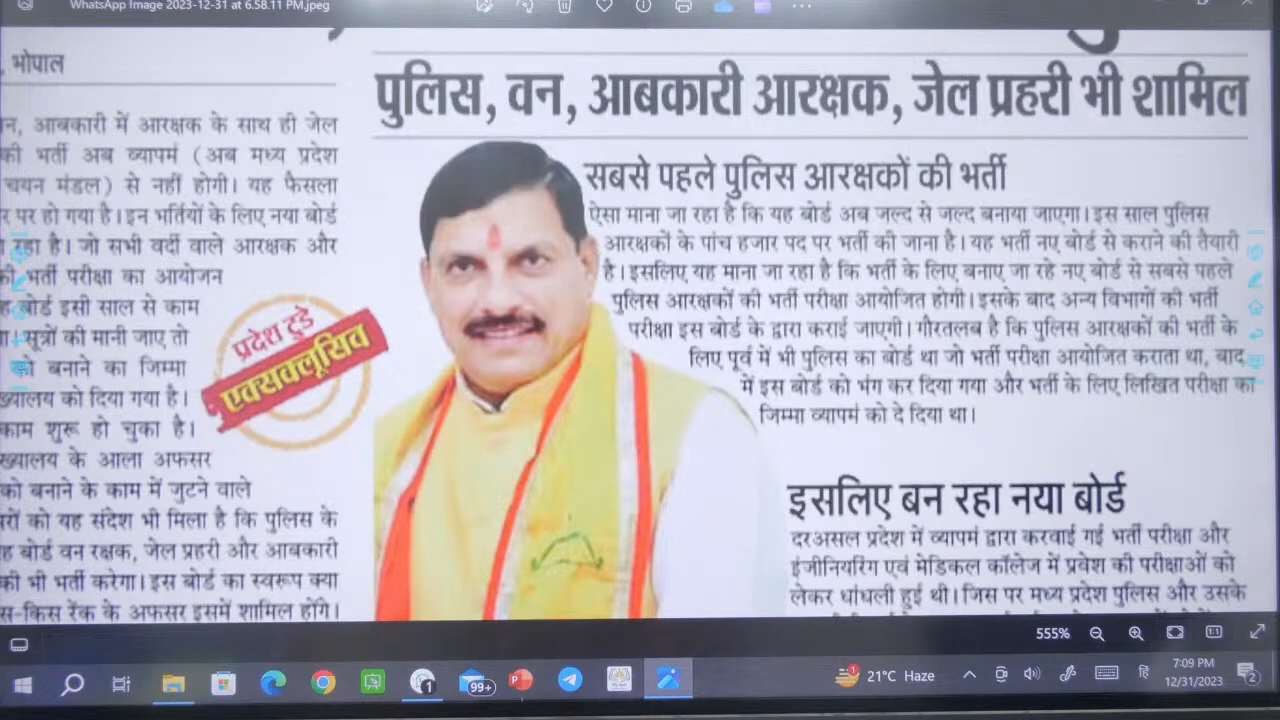 WhatsApp Image 2023-12-31 at 6.58.11 PM.jpeg
, भोपाल
आबकारी में आरक्षक के साथ ही जेल
की भर्ती अब व्यापमं (अब मध्य प्रदेश
चयन मंडल) से नहीं होगी। यह फैसला
पर हो गया है। इन भर्तियों के लिए नया बोर्ड
रहा है। जो सभी वर्दी वाले आरक्षक और
की भर्ती परीक्षा का आयोजन
बोर्ड इसी साल से काम
सूत्रों की मानी जाए तो
को बनाने का जिम्मा
को दिया गया है।
काम शुरू हो चुका है।
के आला अफसर
को बनाने के काम में जुटने वाले
को यह संदेश भी मिला है कि पुलिस के
बोर्ड वन रक्षक, जेल प्रहरी और आबकारी
की भी भर्ती करेगा। इस बोर्ड का स्वरूप क्या
किस रैंक के अफसर इसमें शामिल होंगे।
प्रदेश टुडे
एक्सक्लूसिव
पुलिस, वन, आबकारी आरक्षक, जेल प्रहरी भी शामिल
सबसे पहले पुलिस आरक्षकों की भर्ती
ऐसा माना जा रहा है कि यह बोर्ड अब जल्द से जल्द बनाया जाएगा। इस साल पुलिस
आरक्षकों के पांच हजार पद पर भर्ती की जाना है। यह भर्ती नए बोर्ड से कराने की तैयारी
है। इसलिए यह माना जा रहा है कि भर्ती के लिए बनाए जा रहे नए बोर्ड से सबसे पहले
पुलिस आरक्षकों की भर्ती परीक्षा आयोजित होगी। इसके बाद अन्य विभागों की भर्ती
परीक्षा इस बोर्ड के द्वारा कराई जाएगी। गौरतलब है कि पुलिस आरक्षकों की भर्ती के
लिए पूर्व में भी पुलिस का बोर्ड था जो भर्ती परीक्षा आयोजित कराता था, बाद
में इस बोर्ड को भंग कर दिया गया और भर्ती के लिए लिखित परीक्षा का
जिम्मा व्यापमं को दे दिया था।
इसलिए बन रहा नया बोर्ड
दरअसल प्रदेश में व्यापमं द्वारा करवाई गई भर्ती परीक्षा और
इंजीनियरिंग एवं मेडिकल कॉलेज में प्रवेश की परीक्षाओं को
लेकर धांधली हुई थी। जिस पर मध्य प्रदेश पुलिस और उसके
555%
1:1
1
99+
1
21°C Haze
हि
7:09 PM
12/31/2023
2